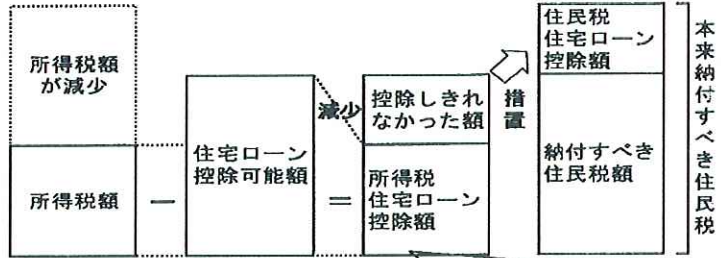 所得税額
が減少
所得税額
－
住宅ローン
控除可能額
＝
減少
控除しきれ
なかった額
所得税
住宅ローン
控除額
措置
住民税
住宅ローン
控除額
納付すべき
住民税額
本来納付すべき住民税